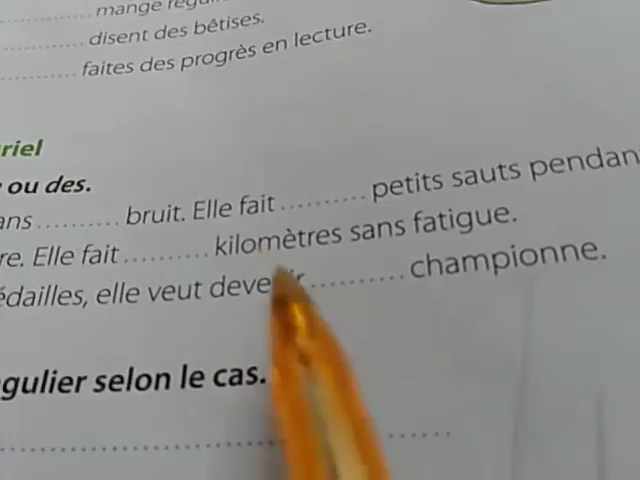 mange
disent des bêtises.
faites des progrès en lecture.
riel
ou des.
ans .......... bruit. Elle fait .......... petits sauts pendan
re. Elle fait .......... kilomètres sans fatigue.
édailles, elle veut devenir .......... championne.
gulier selon le cas.